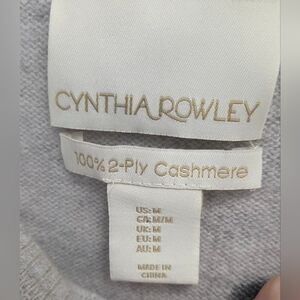 CYNTHIA ROWLEY
100% 2-Ply Cashmere
US: M
CA: M/M
UK: M
EU: M
AU: M
MADE IN
CHINA